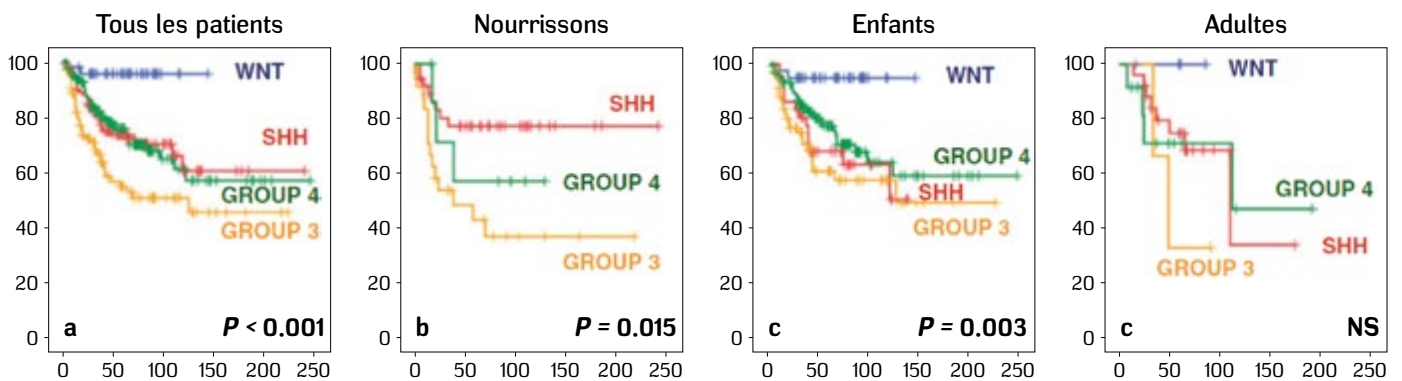 Tous les patients
100
80
60
40
20
0
WNT
SHH
GROUP 4
GROUP 3
a
P < 0.001
0 50 100 150 200 250
Nourrissons
100
80
60
40
20
0
SHH
GROUP 4
GROUP 3
b
P = 0.015
0 50 100 150 200 250
Enfants
100
80
60
40
20
0
WNT
GROUP 4
SHH
GROUP 3
c
P = 0.003
0 50 100 150 200 250
Adultes
100
80
60
40
20
0
WNT
GROUP 4
SHH
GROUP 3
c
NS
0 50 100 150 200 250